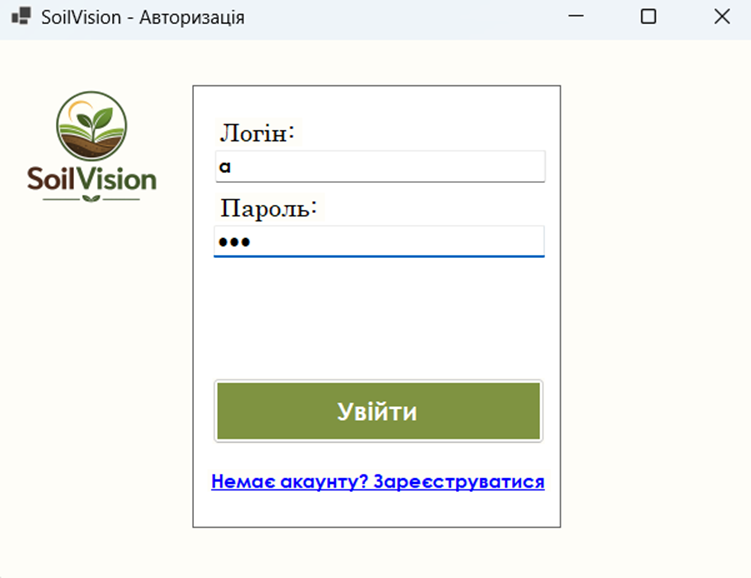 SoilVision - Авторизація
SoilVision
Логін:
a
Пароль:
•••
Увійти
Немає акаунту? Зареєструватися